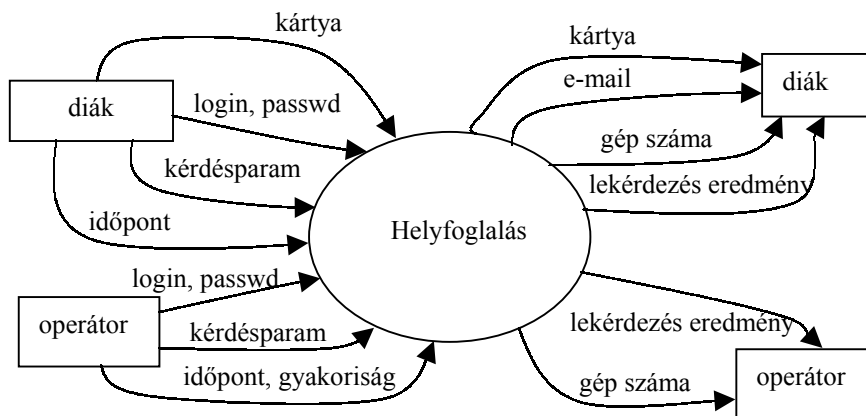 kártya
diák
login, passwd
kérdésparam
időpont
login, passwd
operátor
kérdésparam
időpont, gyakoriság
Helyfoglalás
kártya
e-mail
diák
gép száma
lekérdezés eredmény
lekérdezés eredmény
gép száma
operátor